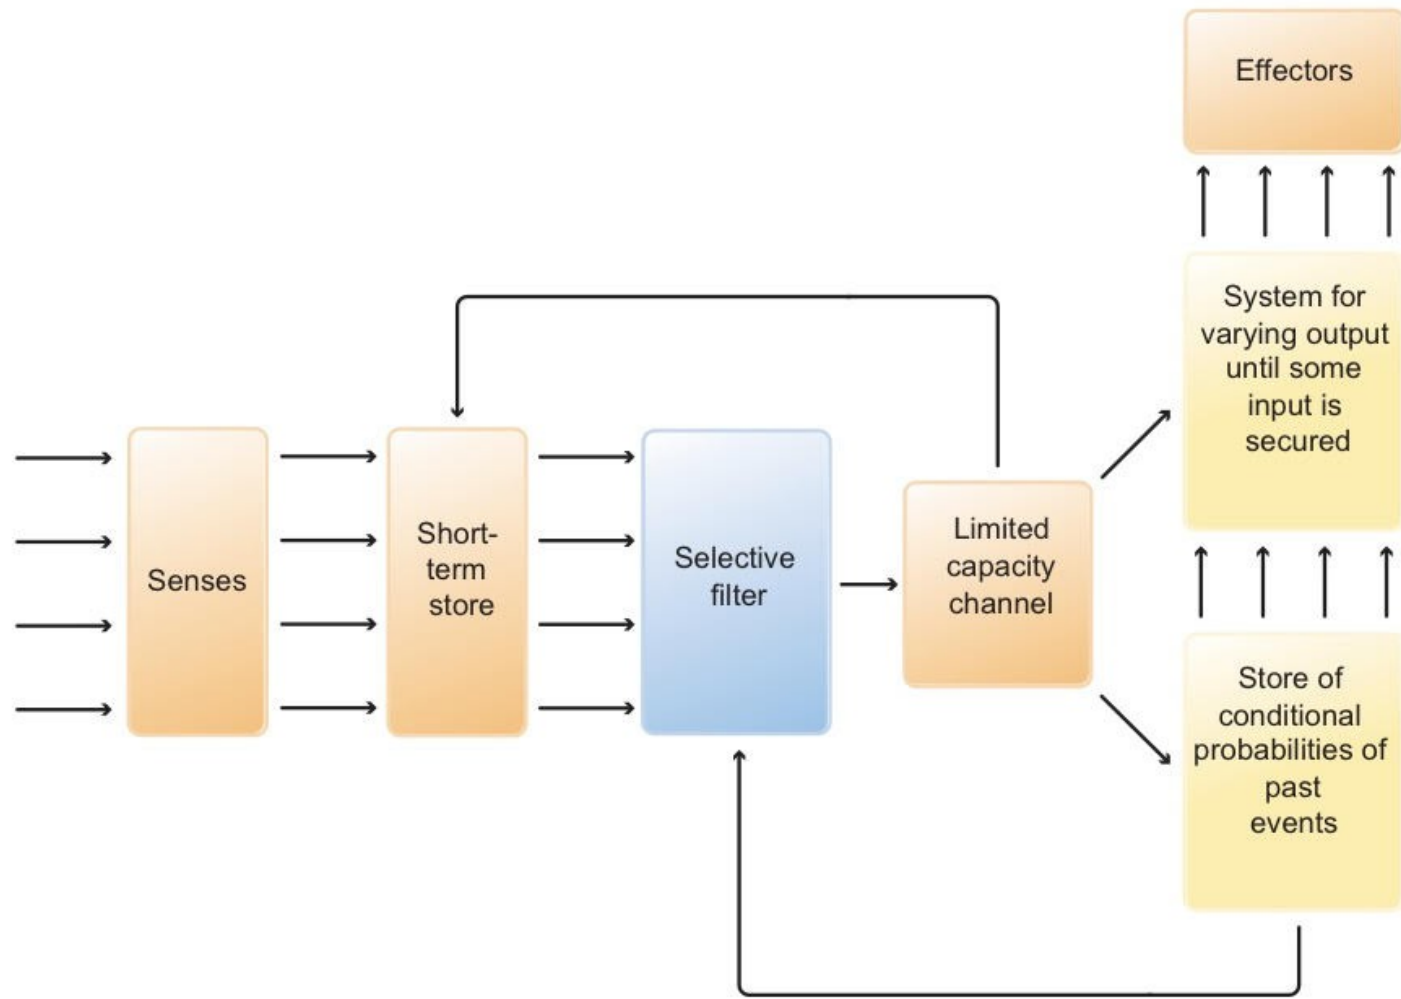 Effectors
System for
varying output
until some
input is
secured
Senses
Short-
term
store
Selective
filter
Limited
capacity
channel
Store of
conditional
probabilities of
past
events